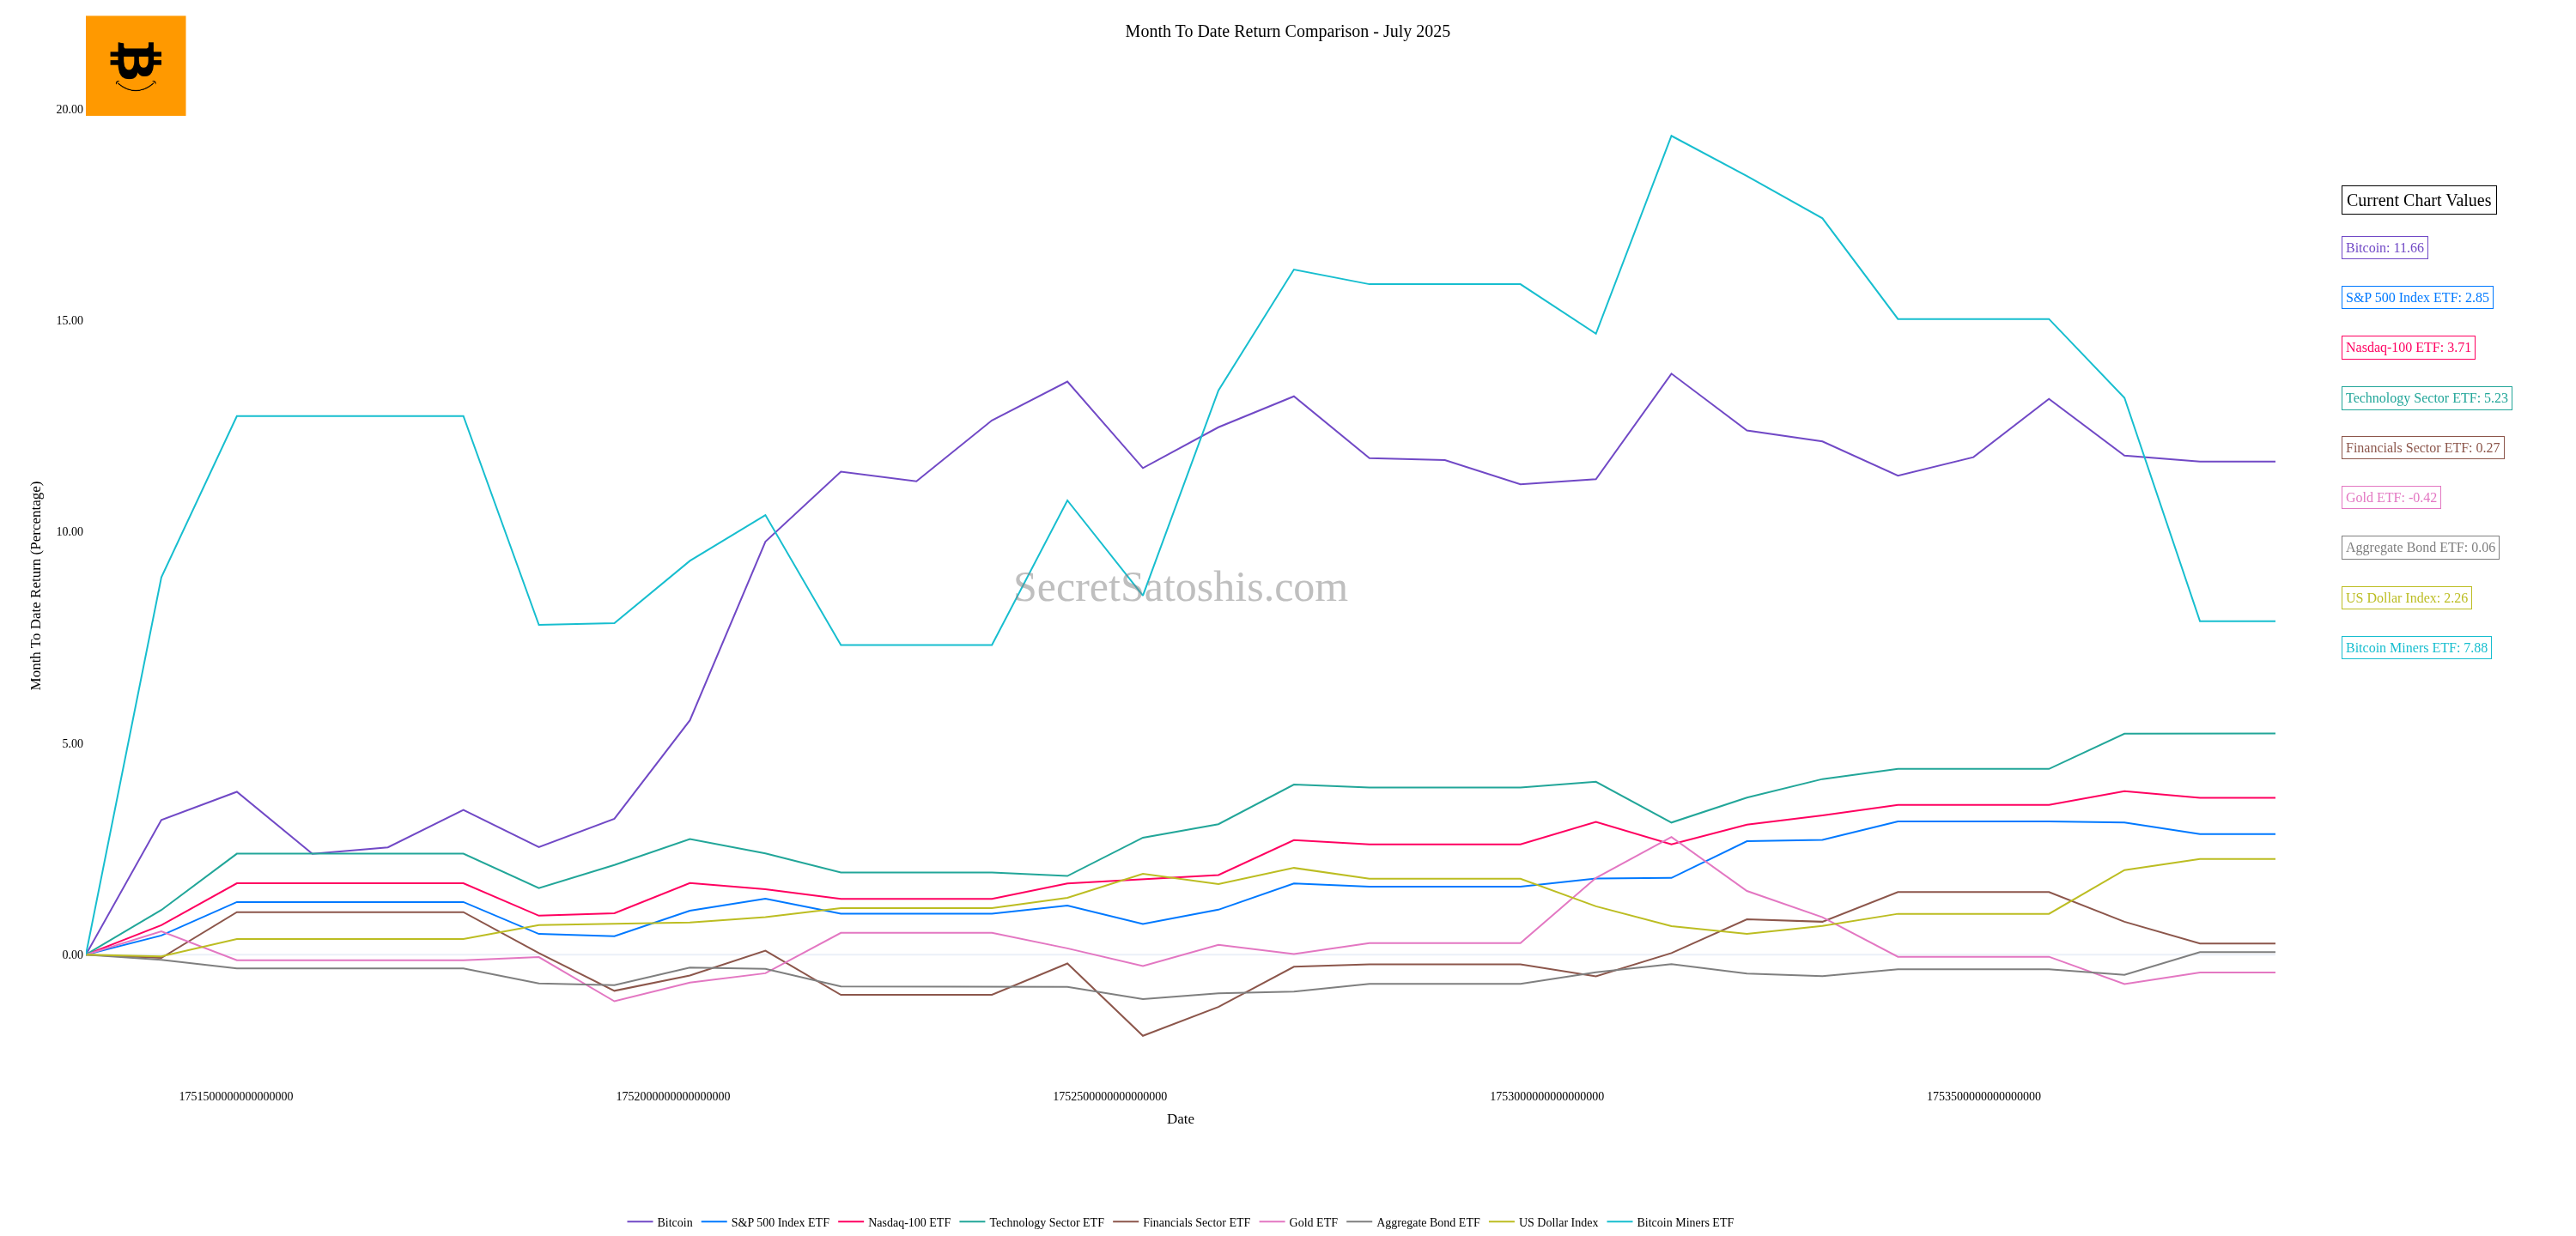 Month To Date Return Comparison - July 2025
20.00
15.00
10.00
5.00
0.00
Month To Date Return (Percentage)
SecretSatoshis.com
Current Chart Values
Bitcoin: 11.66
S&P 500 Index ETF: 2.85
Nasdaq-100 ETF: 3.71
Technology Sector ETF: 5.23
Financials Sector ETF: 0.27
Gold ETF: -0.42
Aggregate Bond ETF: 0.06
US Dollar Index: 2.26
Bitcoin Miners ETF: 7.88
1751500000000000000 1752000000000000000 1752500000000000000 1753000000000000000 1753500000000000000
Date
Bitcoin S&P 500 Index ETF Nasdaq-100 ETF Technology Sector ETF Financials Sector ETF Gold ETF Aggregate Bond ETF US Dollar Index Bitcoin Miners ETF